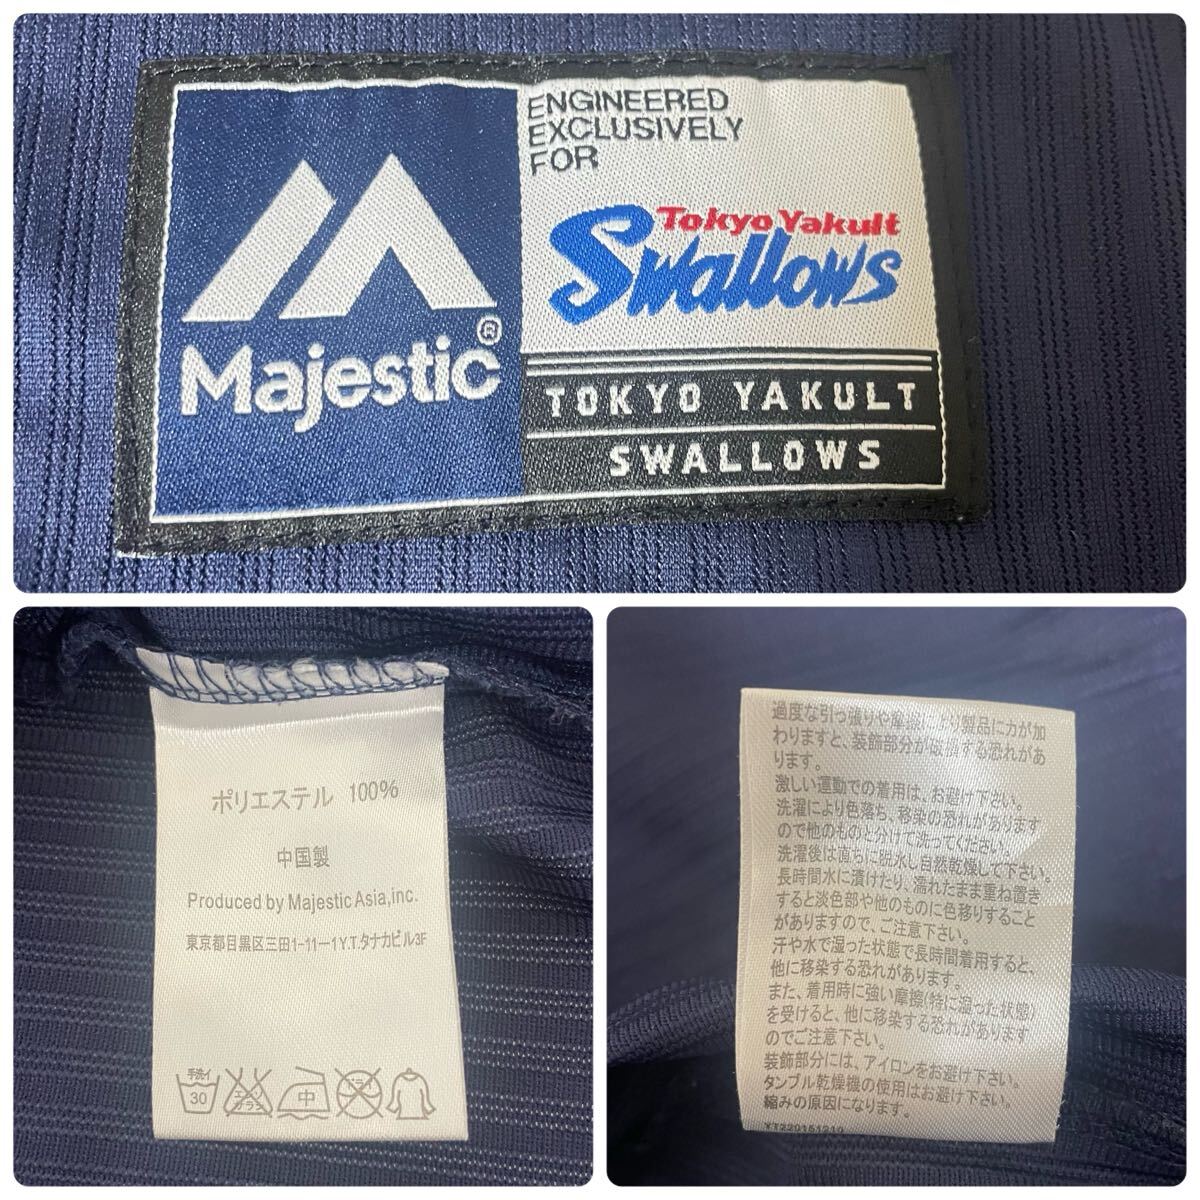 ENGINEERED
EXCLUSIVELY
FOR
Tokyo Yakult
Swallows
Majestic®
TOKYO YAKULT
SWALLOWS
ポリエステル 100%
中国製
Produced by Majestic Asia,inc.
東京都目黒区三田1-11-1Y.T.タナカビル3F
手洗イ
30
エンソ
サラシ
中
ドライ
過度な引っ張りや摩擦により製品に力が加
わりますと、装飾部分が破損する恐れがあ
ります。
激しい運動での着用は、お避け下さい。
洗濯により色落ち、移染の恐れがあります
ので他のものと分けて洗ってください。
洗濯後は直ちに脱水し自然乾燥して下さい。
長時間水に漬けたり、濡れたまま重ね置き
すると淡色部や他のものに色移りすること
がありますので、ご注意下さい。
汗や水で湿った状態で長時間着用すると、
他に移染する恐れがあります。
また、着用時に強い摩擦(特に湿った状態)
を受けると、他に移染する恐れがあります
のでご注意下さい。
装飾部分には、アイロンをお避け下さい。
タンブル乾燥機の使用はお避け下さい。
縮みの原因になります。
YT220151210